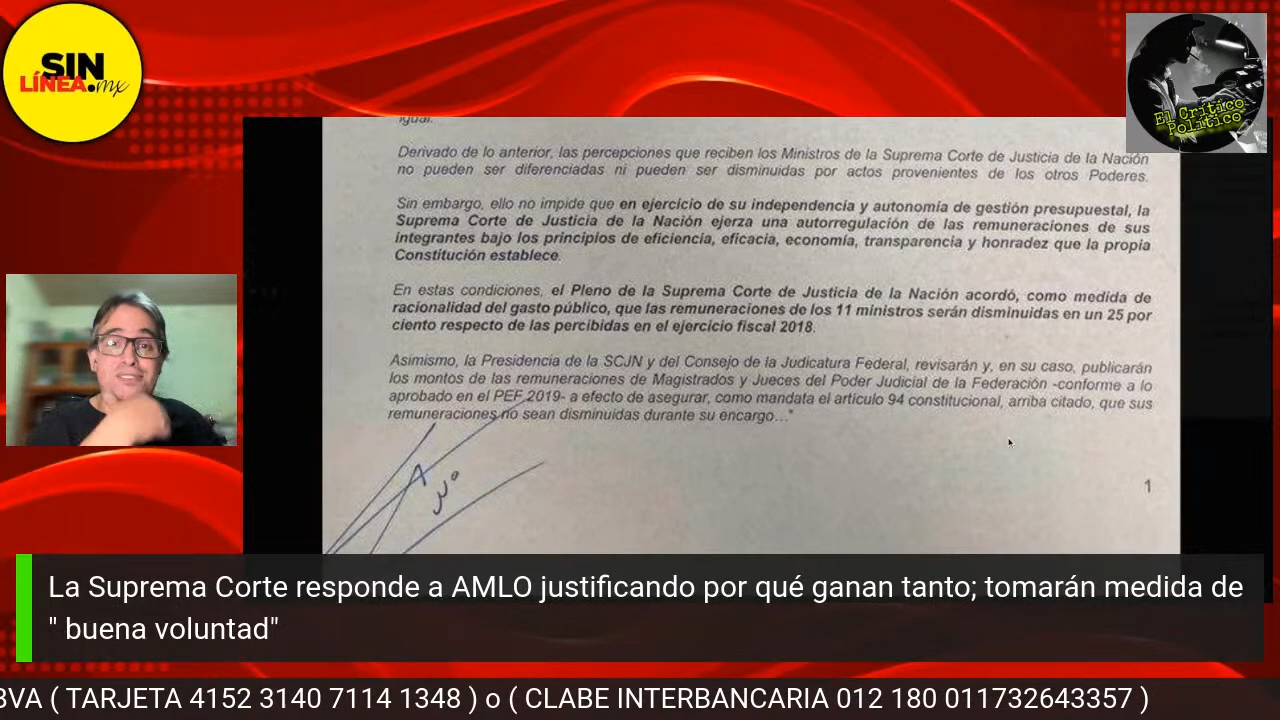 SIN
LÍNEA.mx
El Crítico
Político
igual.
Derivado de lo anterior, las percepciones que reciben los Ministros de la Suprema Corte de Justicia de la Nación
no pueden ser diferenciadas ni pueden ser disminuidas por actos provenientes de los otros Poderes.
Sin embargo, ello no impide que en ejercicio de su independencia y autonomía de gestión presupuestal, la
Suprema Corte de Justicia de la Nación ejerza una autorregulación de las remuneraciones de sus
integrantes bajo los principios de eficiencia, eficacia, economía, transparencia y honradez que la propia
Constitución establece.
En estas condiciones, el Pleno de la Suprema Corte de Justicia de la Nación acordó, como medida de
racionalidad del gasto público, que las remuneraciones de los 11 ministros serán disminuidas en un 25 por
ciento respecto de las percibidas en el ejercicio fiscal 2018.
Asimismo, la Presidencia de la SCJN y del Consejo de la Judicatura Federal, revisarán y, en su caso, publicarán
los montos de las remuneraciones de Magistrados y Jueces del Poder Judicial de la Federación -conforme a lo
aprobado en el PEF 2019- a efecto de asegurar, como mandata el artículo 94 constitucional, arriba citado, que sus
remuneraciones no sean disminuidas durante su encargo..."
1
La Suprema Corte responde a AMLO justificando por qué ganan tanto; tomarán medida de
" buena voluntad"
BVA ( TARJETA 4152 3140 7114 1348 ) o ( CLABE INTERBANCARIA 012 180 011732643357 )